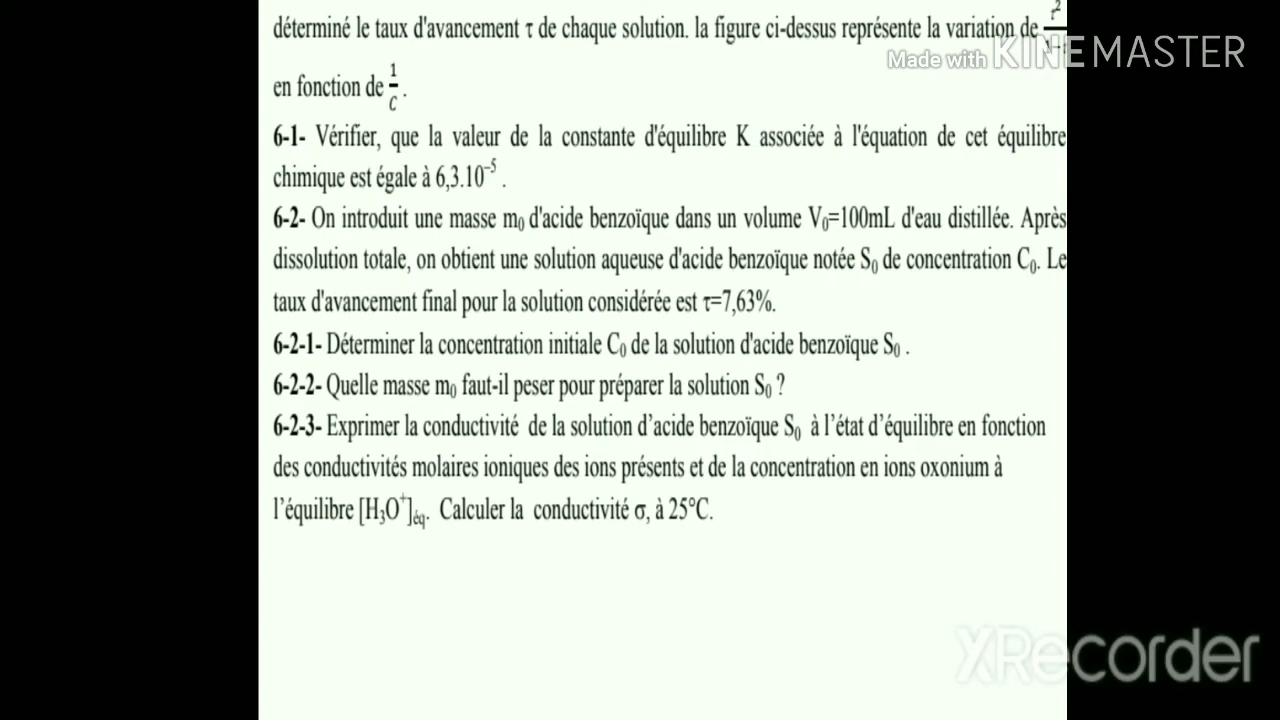 déterminé le taux d'avancement τ de chaque solution. la figure ci-dessus représente la variation de
Made with KINEMASTER
en fonction de 1/C .
6-1- Vérifier, que la valeur de la constante d'équilibre K associée à l'équation de cet équilibre
chimique est égale à 6,3.10⁻⁵ .
6-2- On introduit une masse m₀ d'acide benzoïque dans un volume V₀=100mL d'eau distillée. Après
dissolution totale, on obtient une solution aqueuse d'acide benzoïque notée S₀ de concentration C₀. Le
taux d'avancement final pour la solution considérée est τ=7,63%.
6-2-1- Déterminer la concentration initiale C₀ de la solution d'acide benzoïque S₀ .
6-2-2- Quelle masse m₀ faut-il peser pour préparer la solution S₀ ?
6-2-3- Exprimer la conductivité de la solution d’acide benzoïque S₀ à l’état d’équilibre en fonction
des conductivités molaires ioniques des ions présents et de la concentration en ions oxonium à
l’équilibre [H₃O⁺]éq. Calculer la conductivité σ, à 25°C.
XRecorder